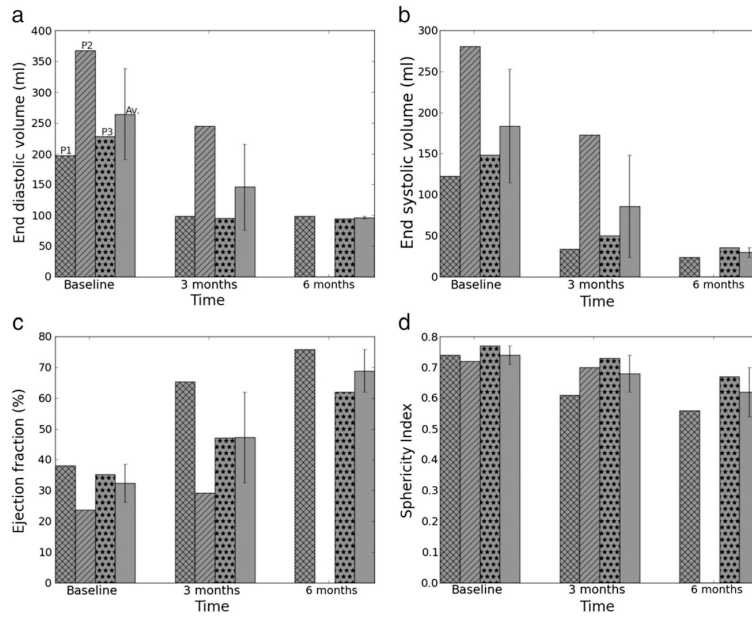 a
400
350
300
250
200
150
100
50
0
End diastolic volume (ml)
P1
P2
P3
Av.
Baseline
3 months
6 months
Time
b
300
250
200
150
100
50
0
End systolic volume (ml)
Baseline
3 months
6 months
Time
c
80
70
60
50
40
30
20
10
0
Ejection fraction (%)
Baseline
3 months
6 months
Time
d
0.8
0.7
0.6
0.5
0.4
0.3
0.2
0.1
0.0
Sphericity Index
Baseline
3 months
6 months
Time